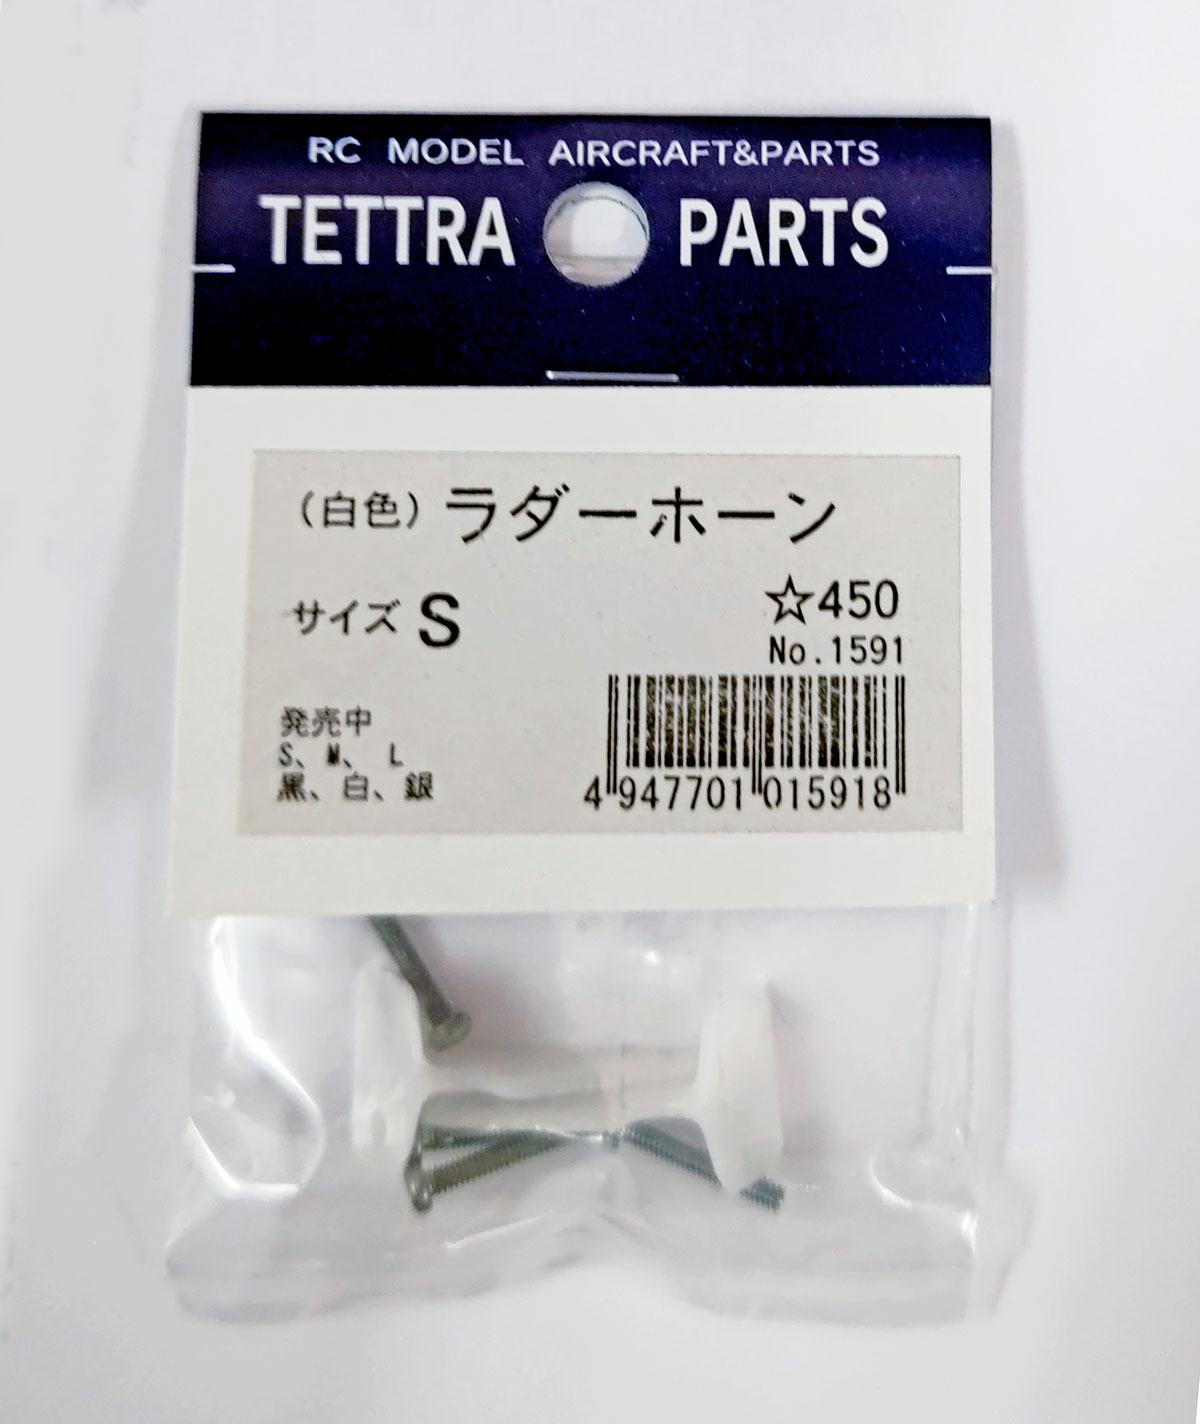 RC MODEL AIRCRAFT&PARTS
TETTRA PARTS
（白色）ラダーホーン
サイズ S
☆450
No.1591
発売中
S、M、 L
黒、白、銀
4 947701 015918